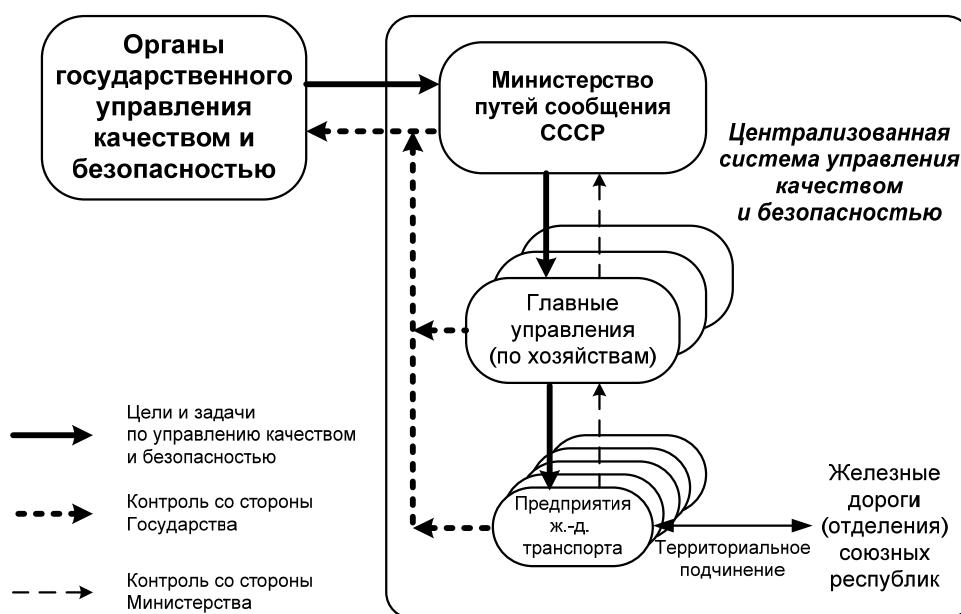 Органы
государственного
управления
качеством и
безопасностью
Министерство
путей сообщения
СССР
Централизованная
система управления
качеством
и безопасностью
Главные
управления
(по хозяйствам)
Цели и задачи
по управлению качеством
и безопасностью
Контроль со стороны
Государства
Контроль со стороны
Министерства
Предприятия
ж.-д.
транспорта
Территориальное
подчинение
Железные
дороги
(отделения)
союзных
республик